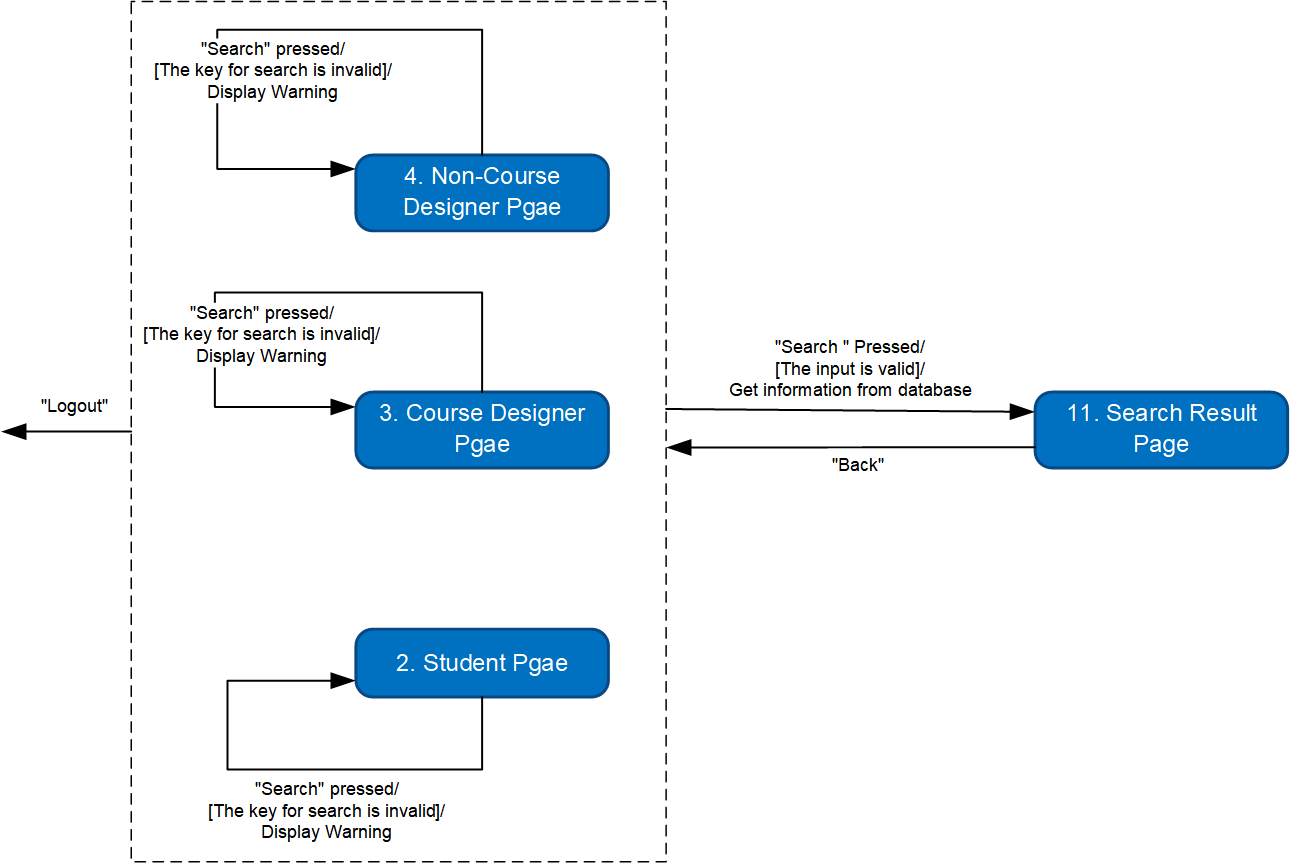 "Search" pressed/
[The key for search is invalid]/
Display Warning
4. Non-Course
Designer Pgae
"Search" pressed/
[The key for search is invalid]/
Display Warning
3. Course Designer
Pgae
"Logout"
"Search " Pressed/
[The input is valid]/
Get information from database
11. Search Result
Page
"Back"
2. Student Pgae
"Search" pressed/
[The key for search is invalid]/
Display Warning